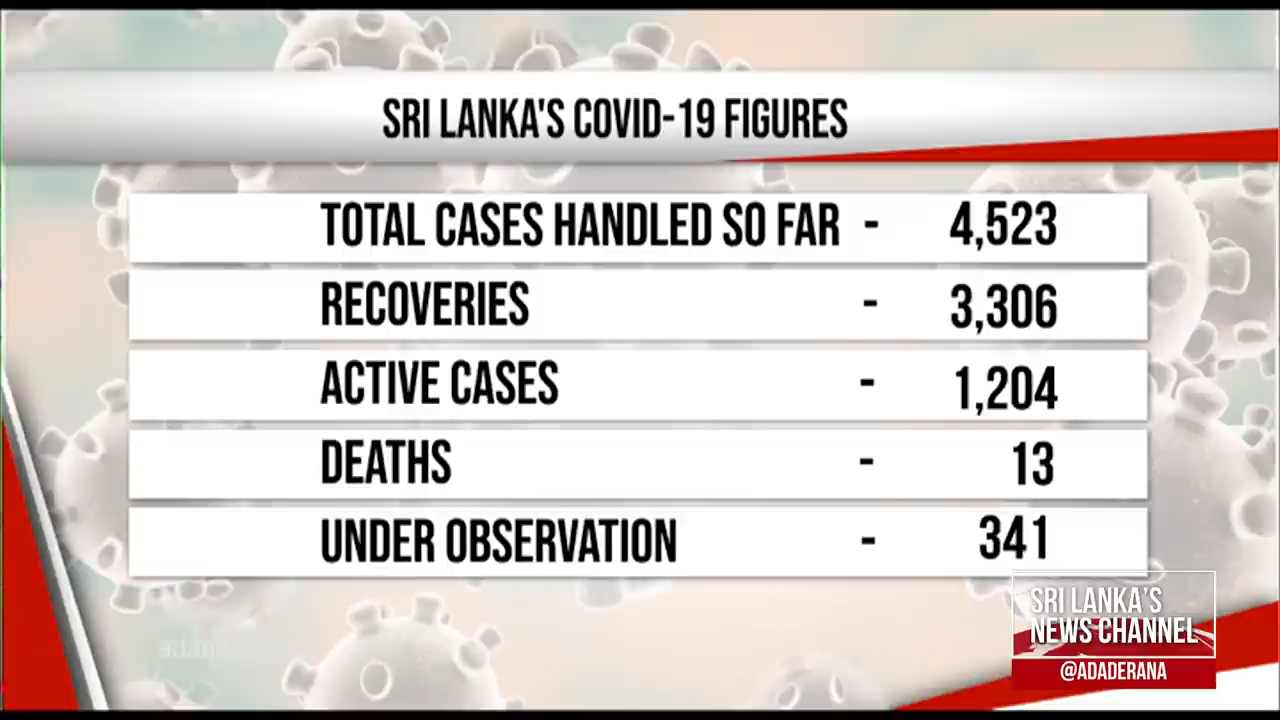 SRI LANKA'S COVID-19 FIGURES
TOTAL CASES HANDLED SO FAR - 4,523
RECOVERIES - 3,306
ACTIVE CASES - 1,204
DEATHS - 13
UNDER OBSERVATION - 341
SRI LANKA'S
NEWS CHANNEL
@ADADERANA